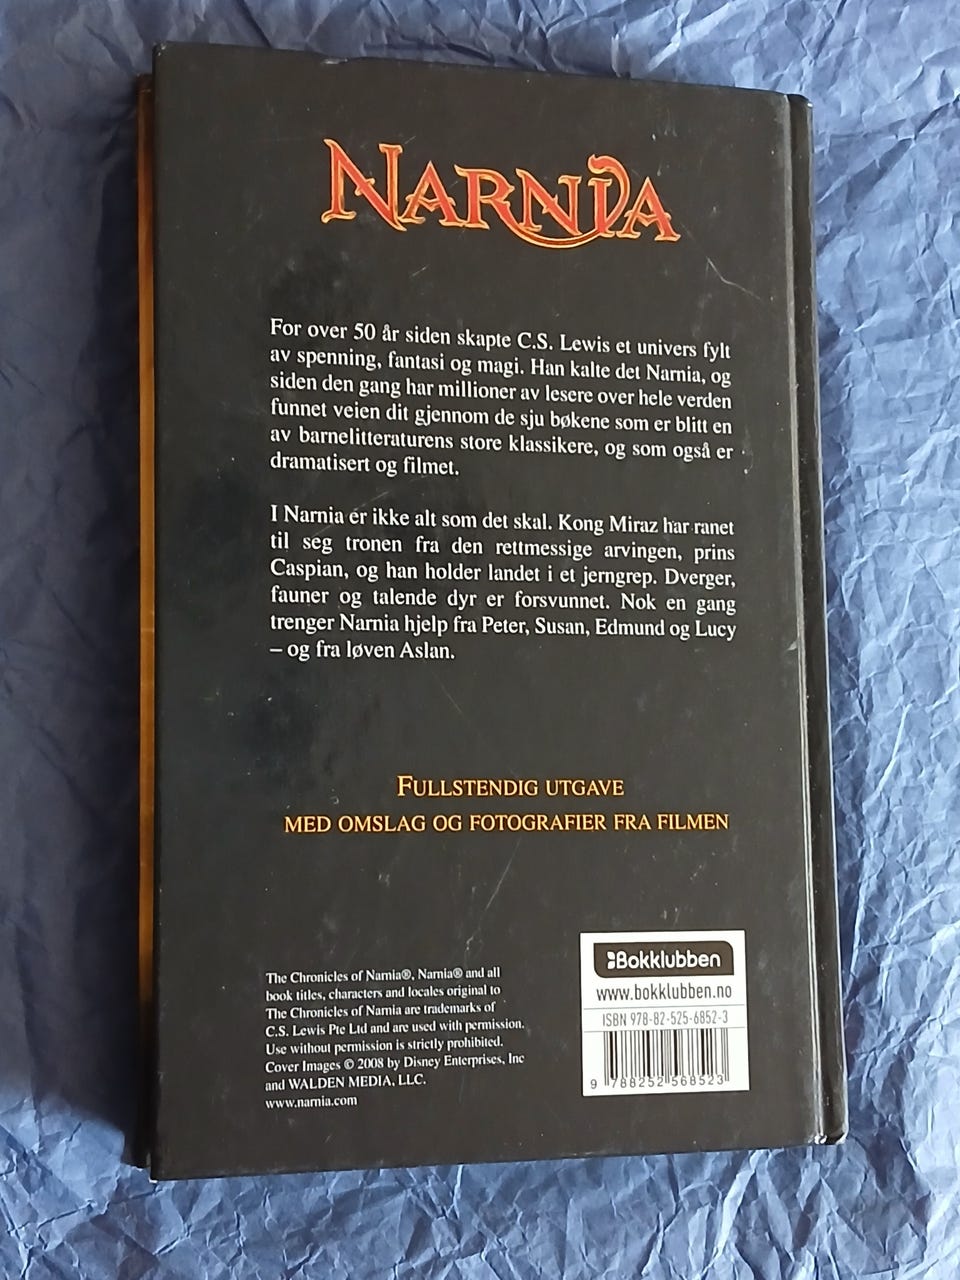 NARNIA
For over 50 år siden skapte C.S. Lewis et univers fylt
av spenning, fantasi og magi. Han kalte det Narnia, og
siden den gang har millioner av lesere over hele verden
funnet veien dit gjennom de sju bøkene som er blitt en
av barnelitteraturens store klassikere, og som også er
dramatisert og filmet.
I Narnia er ikke alt som det skal. Kong Miraz har ranet
til seg tronen fra den rettmessige arvingen, prins
Caspian, og han holder landet i et jerngrep. Dverger,
fauner og talende dyr er forsvunnet. Nok en gang
trenger Narnia hjelp fra Peter, Susan, Edmund og Lucy
– og fra løven Aslan.
FULLSTENDIG UTGAVE
MED OMSLAG OG FOTOGRAFIER FRA FILMEN
The Chronicles of Narnia®, Narnia® and all
book titles, characters and locales original to
The Chronicles of Narnia are trademarks of
C.S. Lewis Pte Ltd and are used with permission.
Use without permission is strictly prohibited.
Cover Images © 2008 by Disney Enterprises, Inc
and WALDEN MEDIA, LLC.
www.narnia.com
Bokklubben
www.bokklubben.no
ISBN 978-82-525-6852-3
9 788252 568523